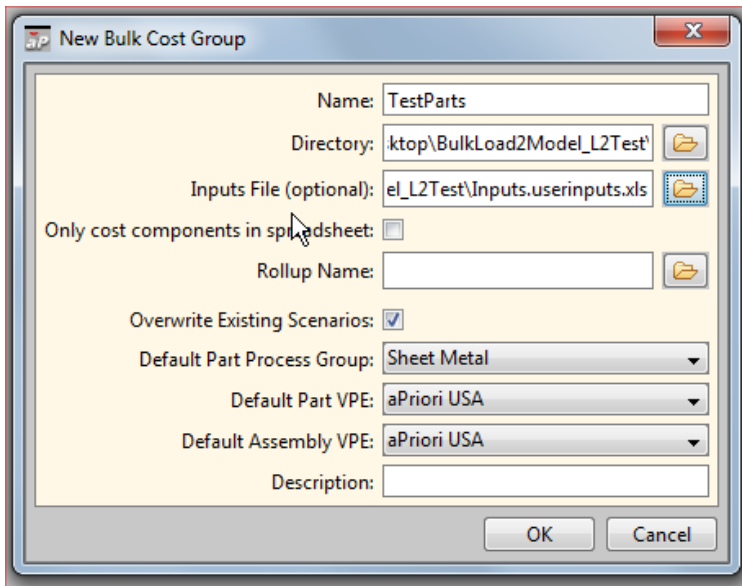 aP New Bulk Cost Group
Name: TestParts
Directory: ktop\BulkLoad2Model_L2Test\
Inputs File (optional): el_L2Test\Inputs.userinputs.xls
Only cost components in spreadsheet:
Rollup Name:
Overwrite Existing Scenarios:
Default Part Process Group: Sheet Metal
Default Part VPE: aPriori USA
Default Assembly VPE: aPriori USA
Description:
OK Cancel